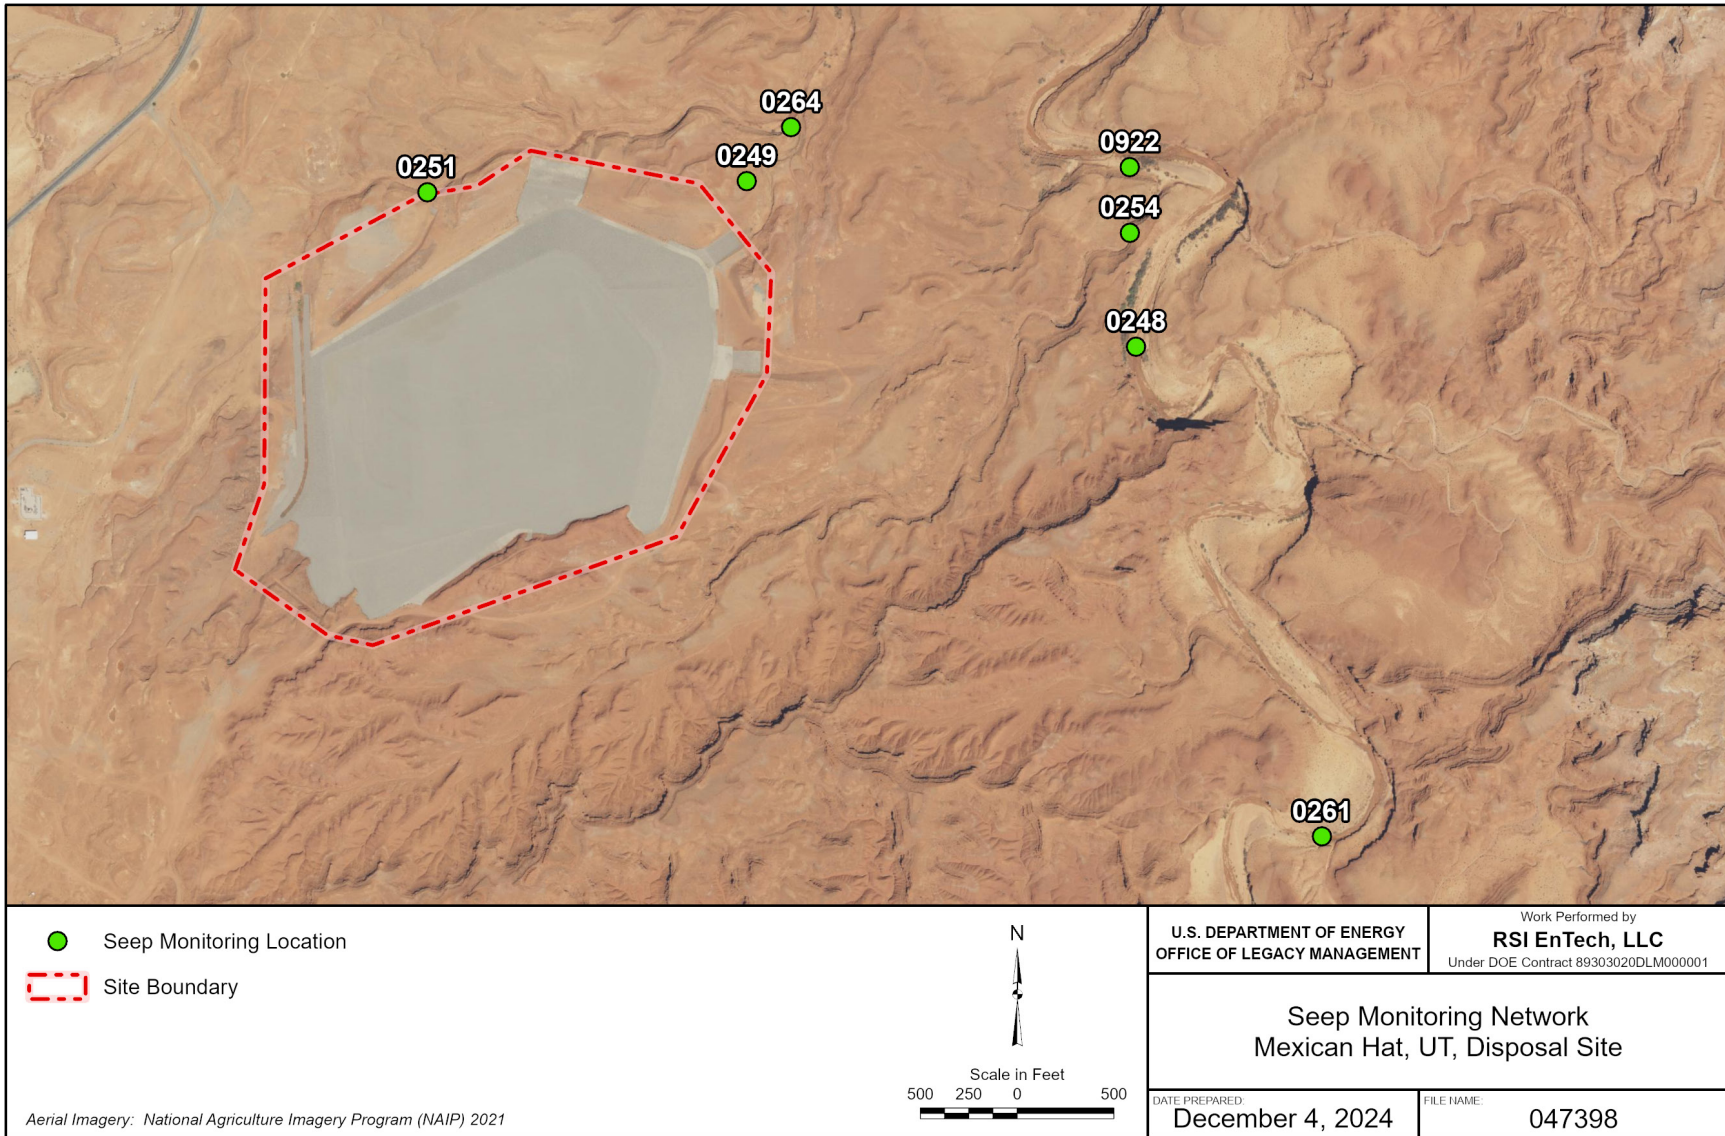 0264
0922
0249
0251
0254
0248
0261
Seep Monitoring Location
Site Boundary
Aerial Imagery: National Agriculture Imagery Program (NAIP) 2021
N
Scale in Feet
500 250 0 500
U.S. DEPARTMENT OF ENERGY
OFFICE OF LEGACY MANAGEMENT
Work Performed by
RSI EnTech, LLC
Under DOE Contract 89303020DLM000001
Seep Monitoring Network
Mexican Hat, UT, Disposal Site
DATE PREPARED:
December 4, 2024
FILE NAME:
047398